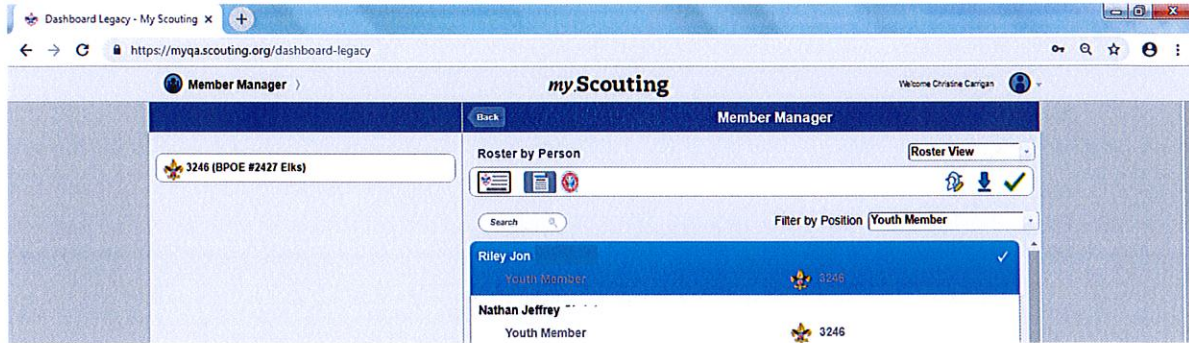 Dashboard Legacy - My Scouting
https://myqa.scouting.org/dashboard-legacy
Member Manager
my.Scouting
Welcome Christine Carrigan
Back
Member Manager
3246 (BPOE #2427 Elks)
Roster by Person
Roster View
Search
Filter by Position Youth Member
Riley Jon
Youth Member 3246
Nathan Jeffrey
Youth Member 3246